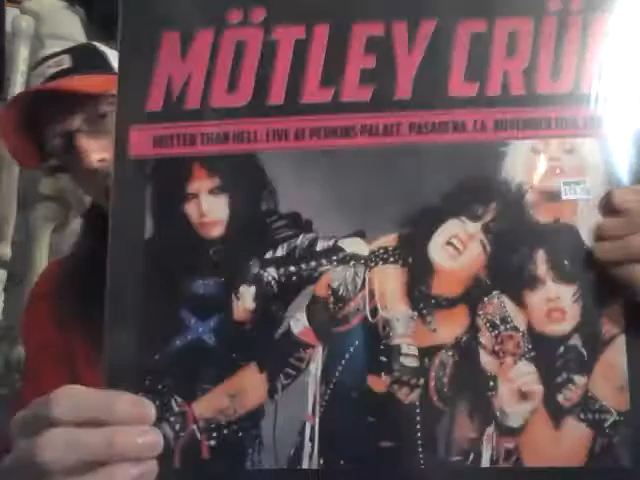 MÖTLEY CRÜ
HOTTER THAN HELL: LIVE AT PERKINS PALACE, PASADENA, CA. NOVEMBER